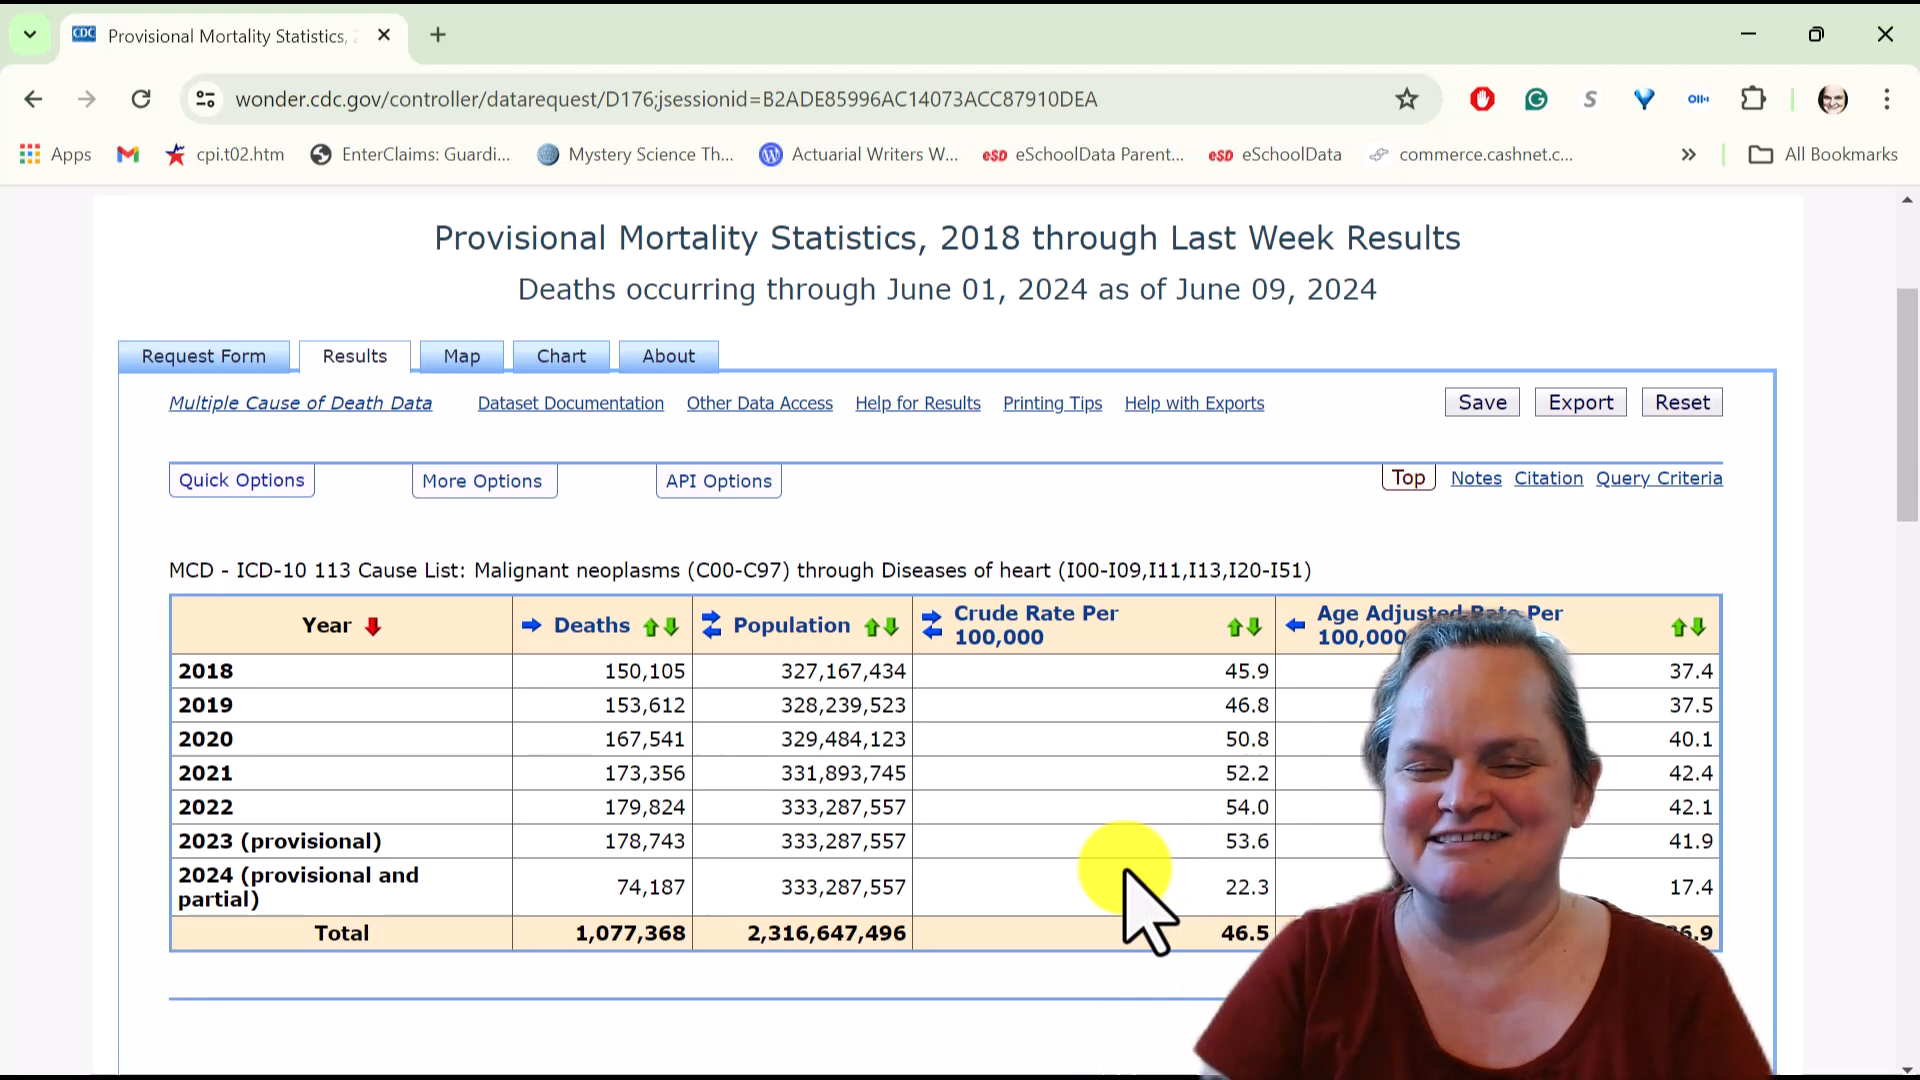 CDC Provisional Mortality Statistics, 2
wonder.cdc.gov/controller/datarequest/D176;jsessionid=B2ADE85996AC14073ACC87910DEA
Apps cpi.t02.htm EnterClaims: Guardi... Mystery Science Th... Actuarial Writers W... eSD eSchoolData Parent... eSD eSchoolData commerce.cashnet.c... All Bookmarks
Provisional Mortality Statistics, 2018 through Last Week Results
Deaths occurring through June 01, 2024 as of June 09, 2024
Request Form Results Map Chart About
Multiple Cause of Death Data Dataset Documentation Other Data Access Help for Results Printing Tips Help with Exports Save Export Reset
Quick Options More Options API Options Top Notes Citation Query Criteria
MCD - ICD-10 113 Cause List: Malignant neoplasms (C00-C97) through Diseases of heart (I00-I09,I11,I13,I20-I51)
Year Deaths Population Crude Rate Per 100,000 Age Adjusted Rate Per 100,000
2018 150,105 327,167,434 45.9 37.4
2019 153,612 328,239,523 46.8 37.5
2020 167,541 329,484,123 50.8 40.1
2021 173,356 331,893,745 52.2 42.4
2022 179,824 333,287,557 54.0 42.1
2023 (provisional) 178,743 333,287,557 53.6 41.9
2024 (provisional and partial) 74,187 333,287,557 22.3 17.4
Total 1,077,368 2,316,647,496 46.5 6.9